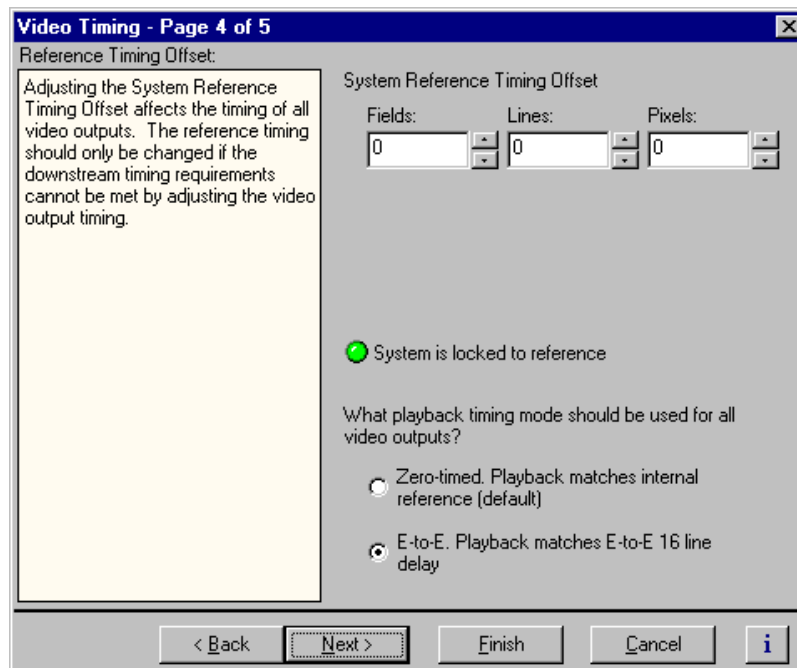 Video Timing - Page 4 of 5
Reference Timing Offset:
Adjusting the System Reference
Timing Offset affects the timing of all
video outputs. The reference timing
should only be changed if the
downstream timing requirements
cannot be met by adjusting the video
output timing.
System Reference Timing Offset
Fields: Lines: Pixels:
0 0 0
System is locked to reference
What playback timing mode should be used for all
video outputs?
Zero-timed. Playback matches internal
reference (default)
E-to-E. Playback matches E-to-E 16 line
delay
< Back Next > Finish Cancel i